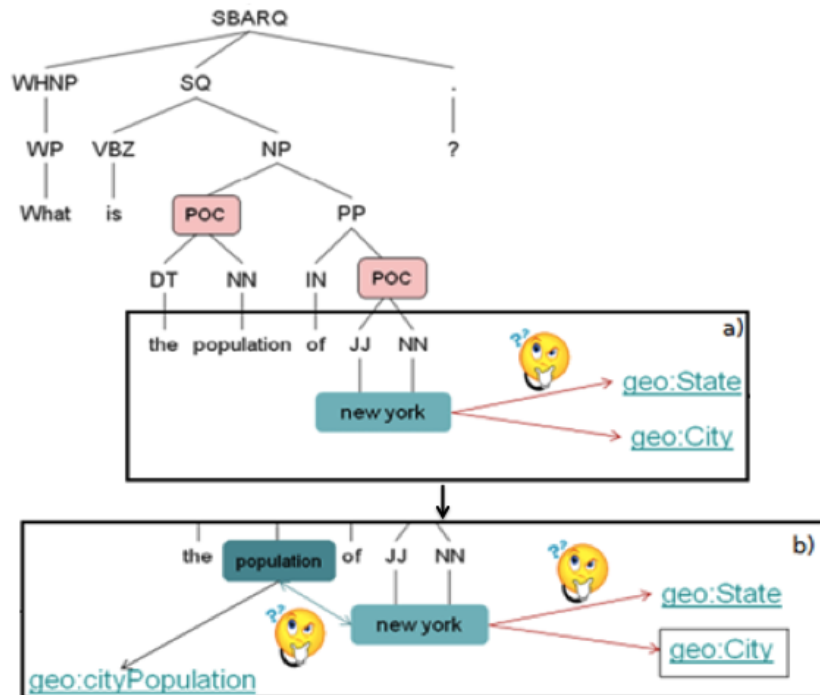 SBARQ
WHNP SQ .
WP VBZ NP ?
What is POC PP
DT NN IN POC
a)
the population of JJ NN
??
geo:State
new york
geo:City
b)
the population of JJ NN
??
geo:State
?? new york
geo:City
geo:cityPopulation